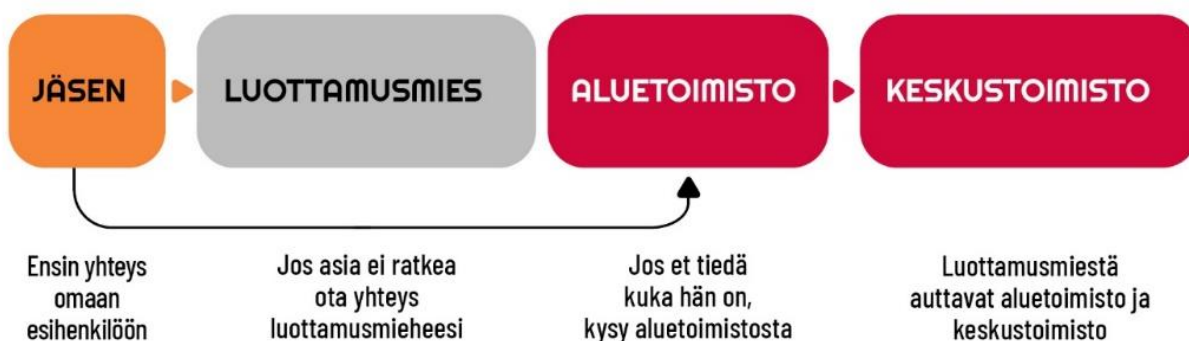 JÄSEN
LUOTTAMUSMIES
ALUETOIMISTO
KESKUSTOIMISTO
Ensin yhteys
omaan
esihenkilöön
Jos asia ei ratkea
ota yhteys
luottamusmieheesi
Jos et tiedä
kuka hän on,
kysy aluetoimistosta
Luottamusmiestä
auttavat aluetoimisto ja
keskustoimisto